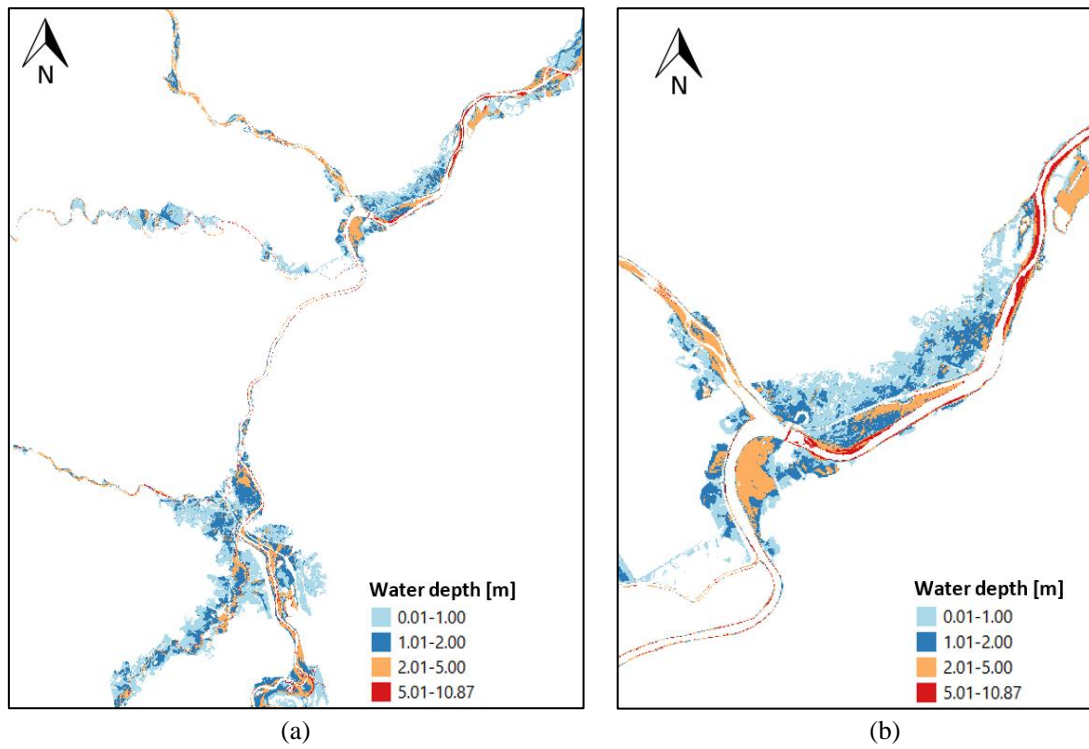 N
N
Water depth [m]
0.01-1.00
1.01-2.00
2.01-5.00
5.01-10.87
Water depth [m]
0.01-1.00
1.01-2.00
2.01-5.00
5.01-10.87
(a)
(b)